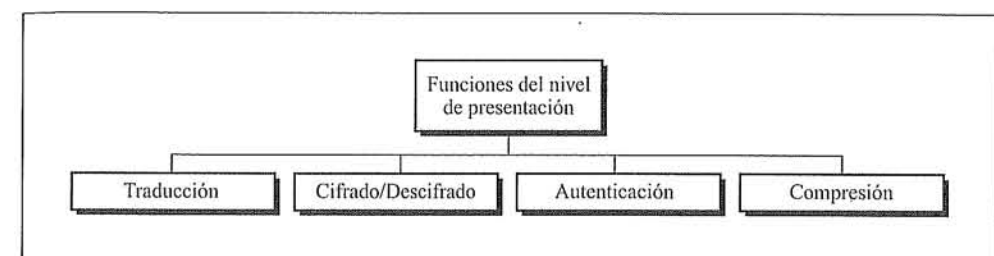 Funciones del nivel
de presentación
Traducción
Cifrado/Descifrado
Autenticación
Compresión